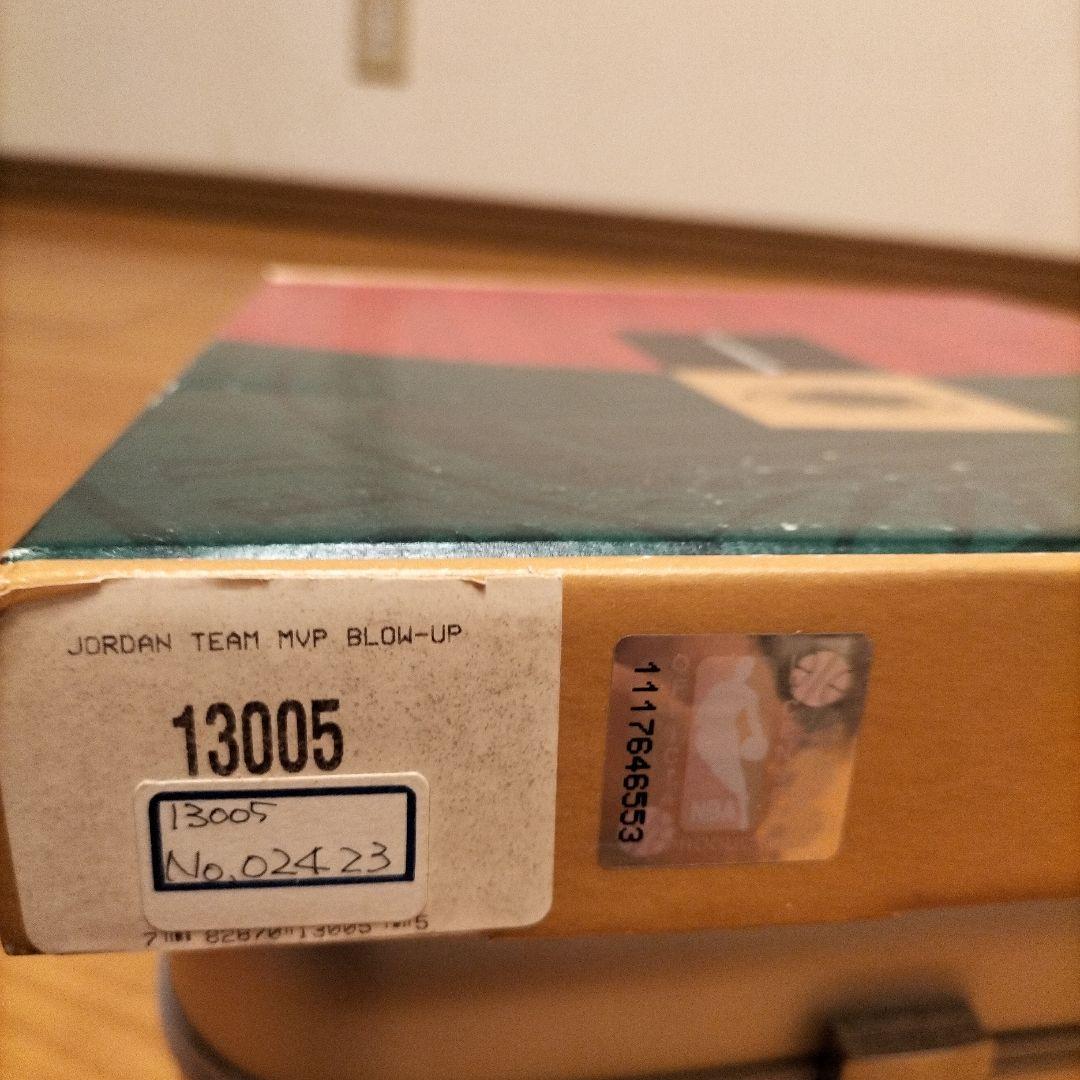 JORDAN TEAM MVP BLOW-UP
13005
13005
No.02423
1117646553
NBA